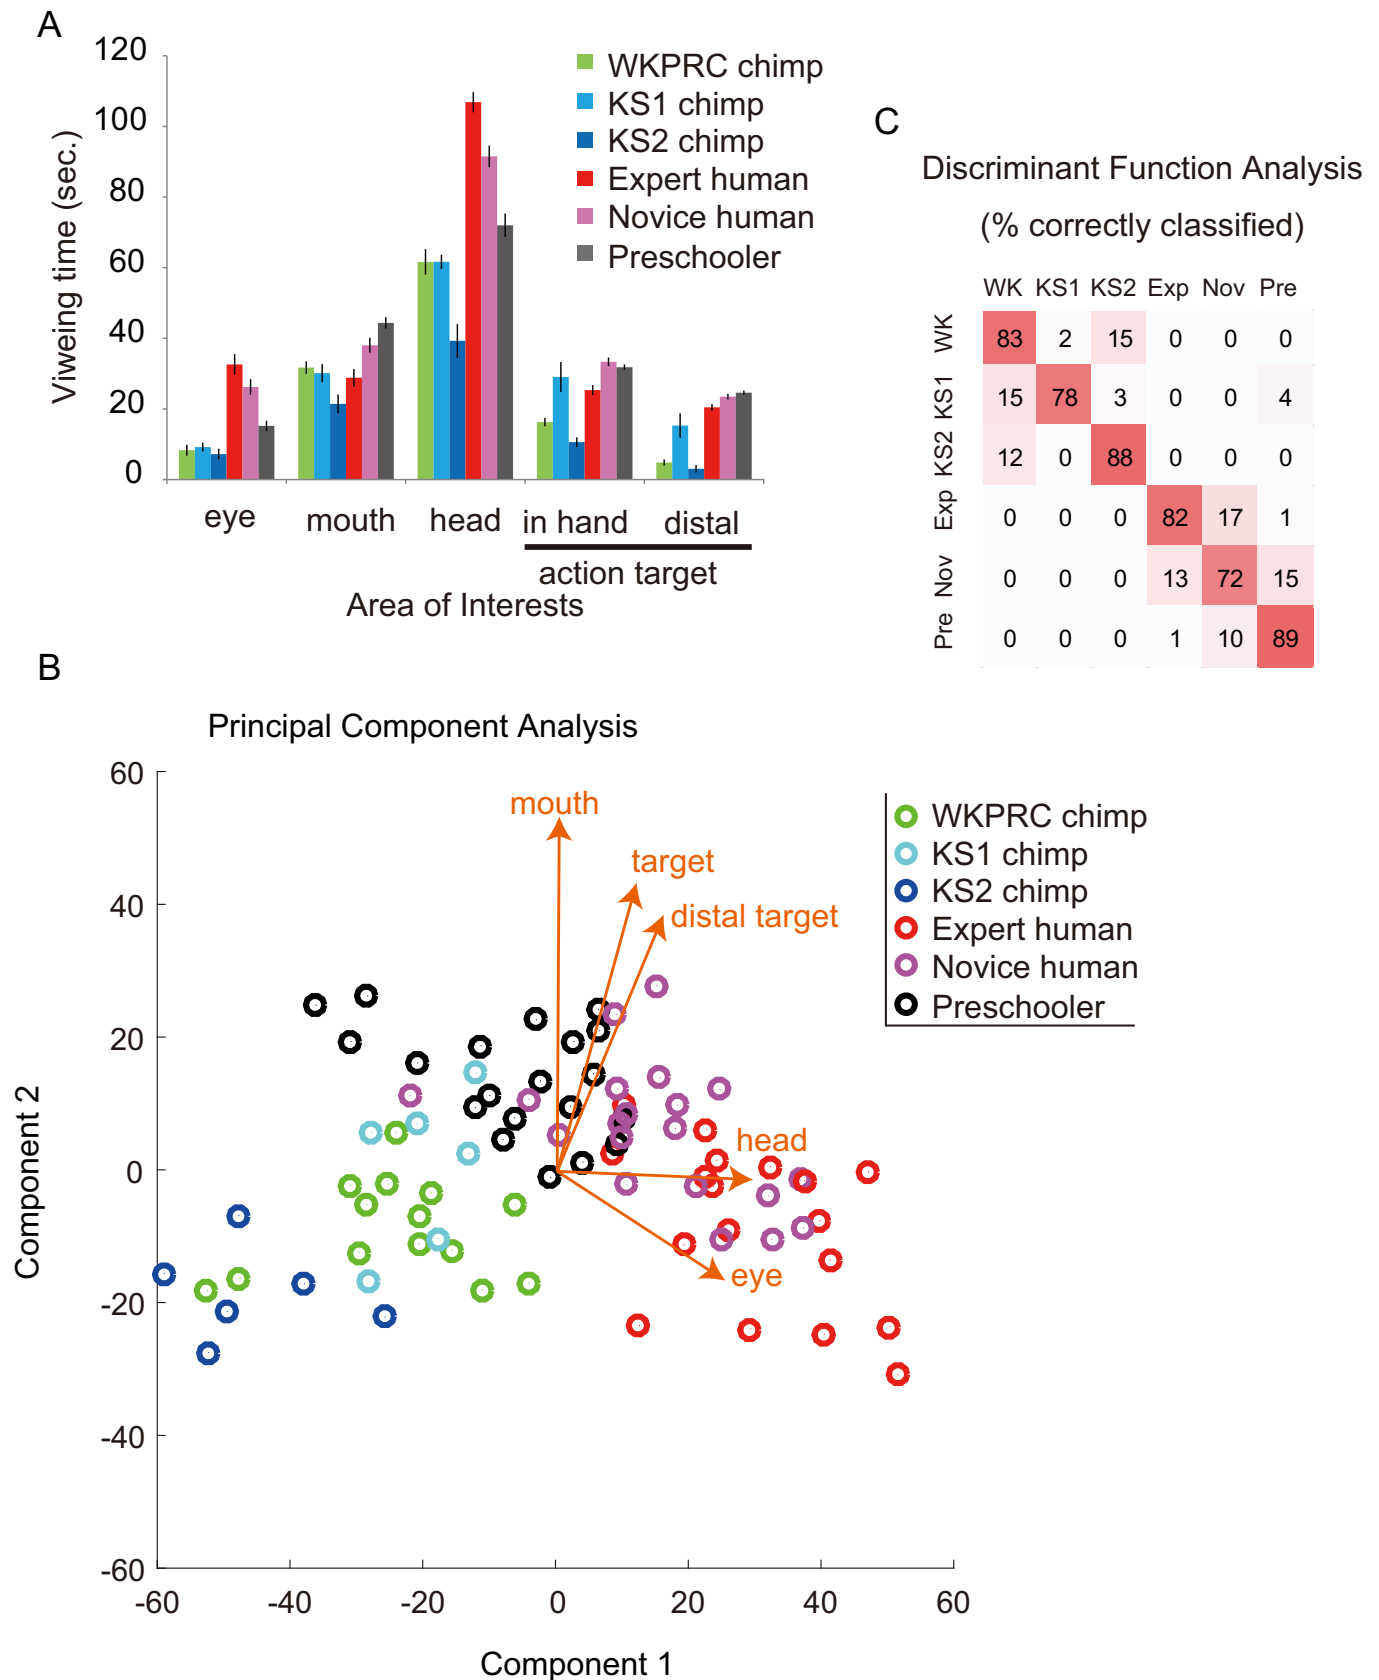 A
120
100
80
60
40
20
0
Viweing time (sec.)
WKPRC chimp
KS1 chimp
KS2 chimp
Expert human
Novice human
Preschooler
eye mouth head in hand distal
action target
Area of Interests
C
Discriminant Function Analysis
(% correctly classified)
WK KS1 KS2 Exp Nov Pre
WK 83 2 15 0 0 0
KS1 15 78 3 0 0 4
KS2 12 0 88 0 0 0
Exp 0 0 0 82 17 1
Nov 0 0 0 13 72 15
Pre 0 0 0 1 10 89
B
Principal Component Analysis
60
40
20
0
-20
-40
-60
Component 2
mouth
target
distal target
head
eye
WKPRC chimp
KS1 chimp
KS2 chimp
Expert human
Novice human
Preschooler
-60 -40 -20 0 20 40 60
Component 1